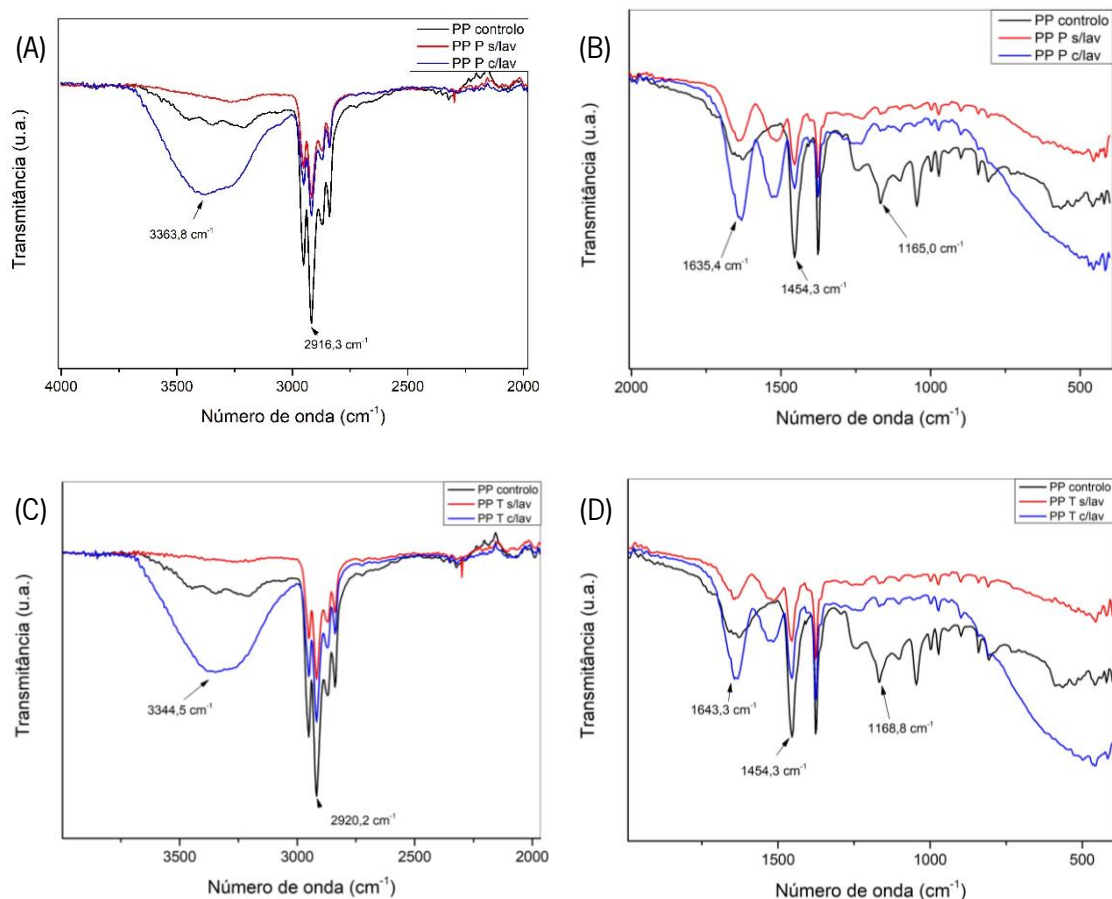 (A)
PP controlo
PP P s/lav
PP P c/lav
Transmitância (u.a.)
3363,8 cm⁻¹
2916,3 cm⁻¹
4000 3500 3000 2500 2000
Número de onda (cm⁻¹)
(B)
PP controlo
PP P s/lav
PP P c/lav
Transmitância (u.a.)
1635,4 cm⁻¹
1454,3 cm⁻¹
1165,0 cm⁻¹
2000 1500 1000 500
Número de onda (cm⁻¹)
(C)
PP controlo
PP T s/lav
PP T c/lav
Transmitância (u.a.)
3344,5 cm⁻¹
2920,2 cm⁻¹
3500 3000 2500 2000
Número de onda (cm⁻¹)
(D)
PP controlo
PP T s/lav
PP T c/lav
Transmitância (u.a.)
1643,3 cm⁻¹
1454,3 cm⁻¹
1168,8 cm⁻¹
1500 1000 500
Número de onda (cm⁻¹)